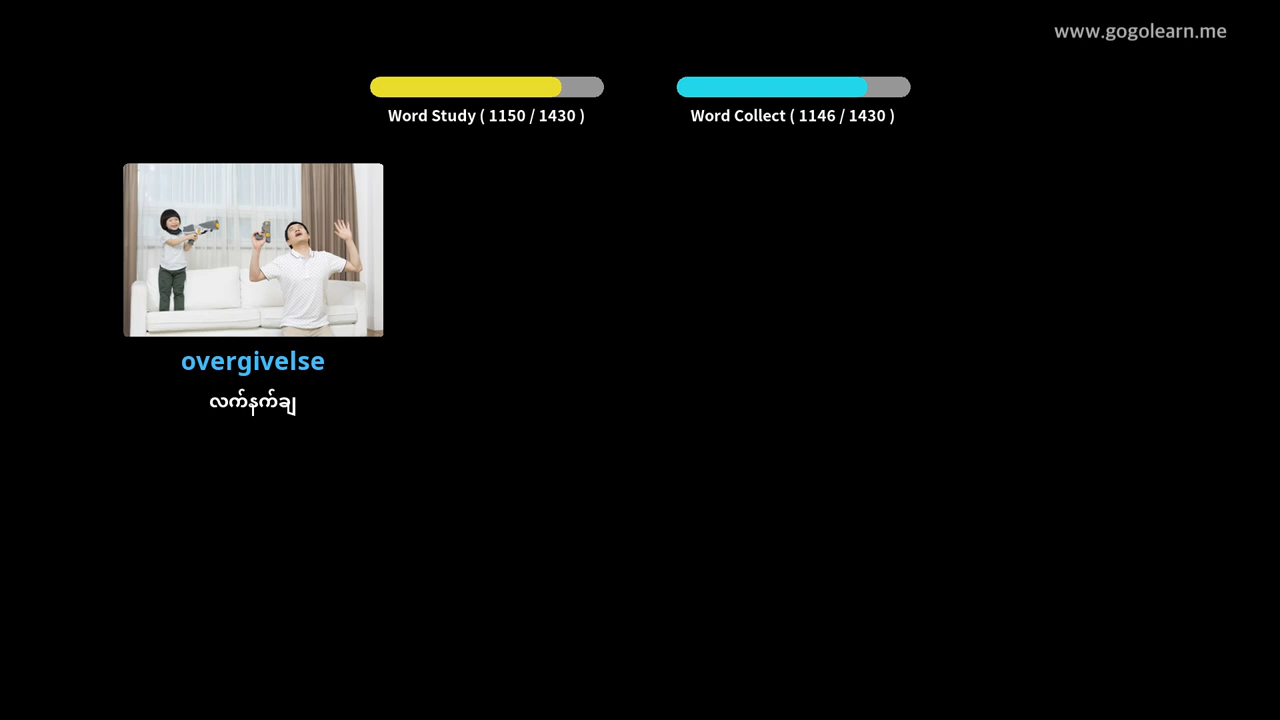 www.gogolearn.me
Word Study ( 1150 / 1430 )
Word Collect ( 1146 / 1430 )
overgivelse
လက်နက်ချ